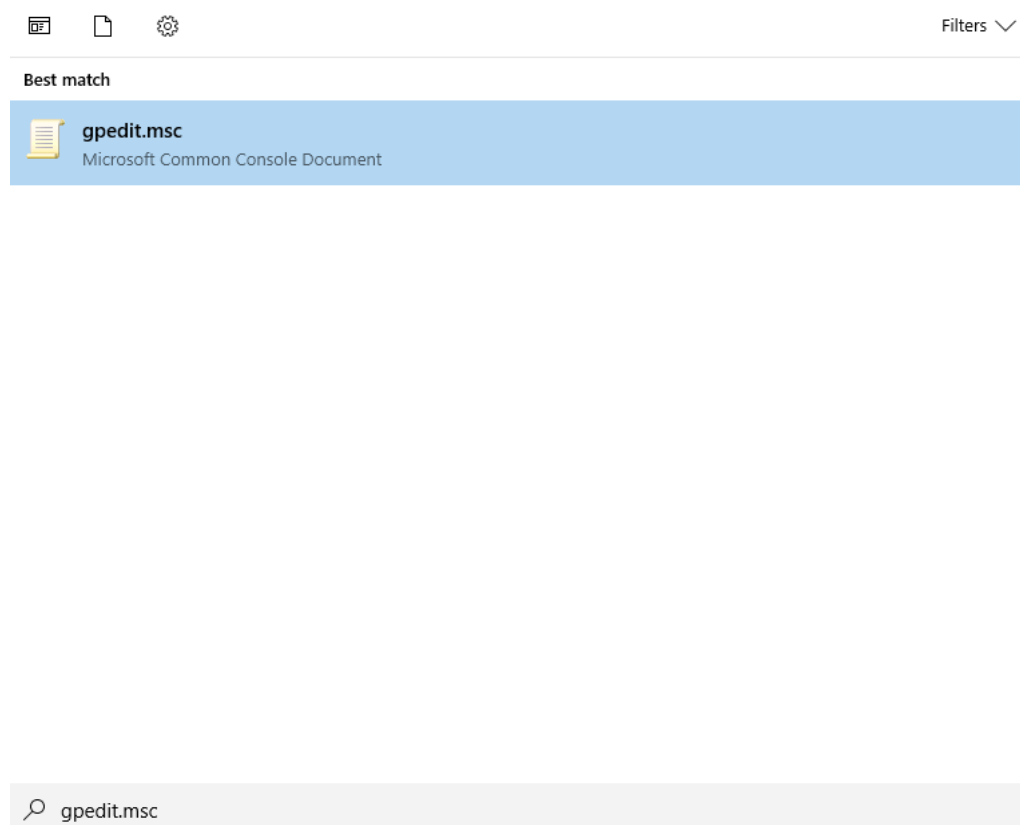 Filters
Best match
gpedit.msc
Microsoft Common Console Document
gpedit.msc